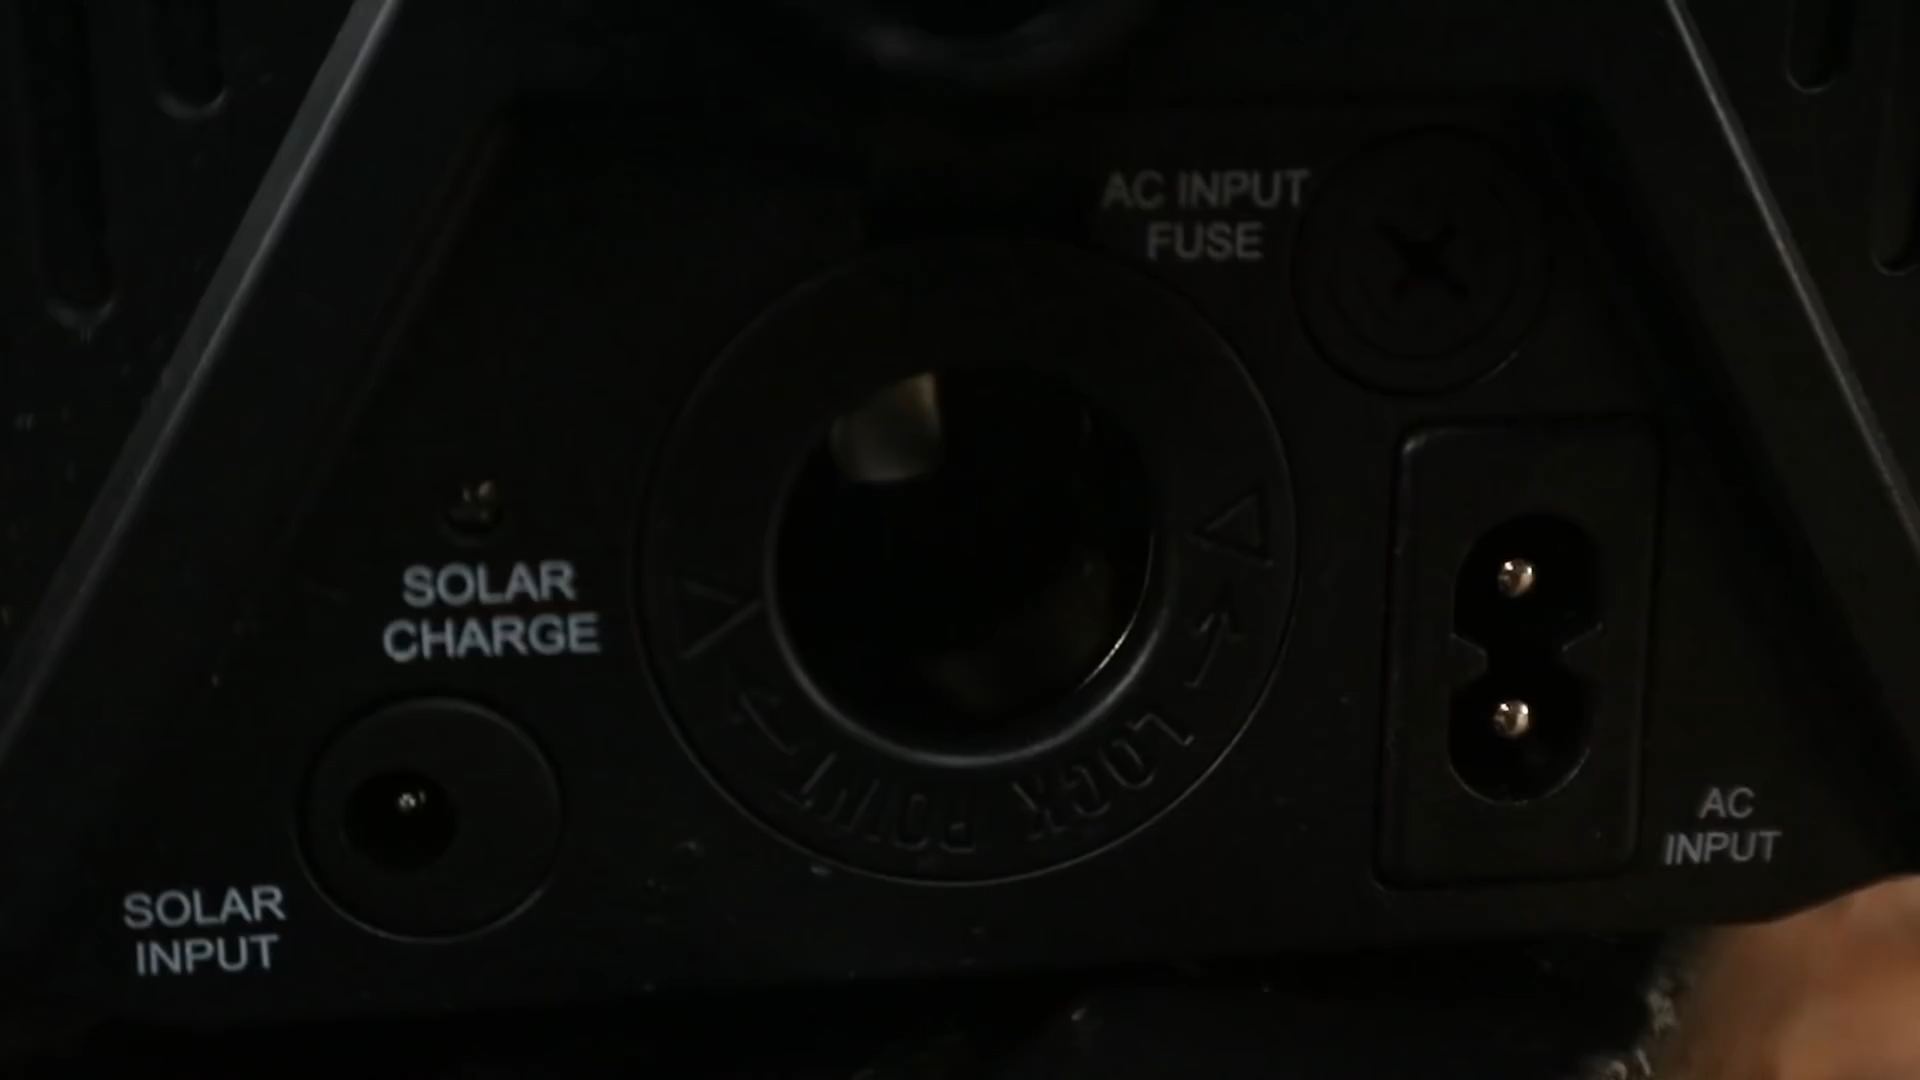 AC INPUT
FUSE
SOLAR
CHARGE
LOCK POINT
AC
INPUT
SOLAR
INPUT